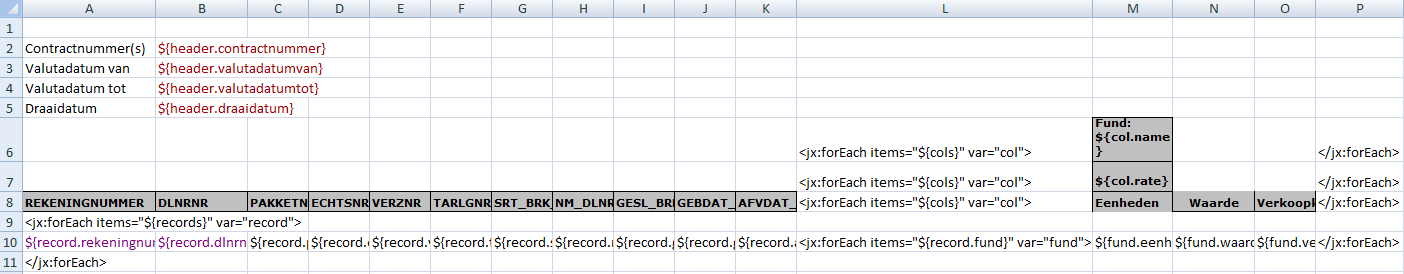 A B C D E F G H I J K L M N O P
1
2 Contractnummer(s) ${header.contractnummer}
3 Valutadatum van ${header.valutadatumvan}
4 Valutadatum tot ${header.valutadatumtot}
5 Draaidatum ${header.draaidatum}
6 <jx:forEach items="${cols}" var="col"> Fund: ${col.name} </jx:forEach>
7 <jx:forEach items="${cols}" var="col"> ${col.rate} </jx:forEach>
8 REKENINGNUMMER DLNRNR PAKKETN ECHTSNR VERZNR TARLGNR SRT_BRK_ NM_DLNR GESL_BRI GEBDAT_ AFVDAT_ <jx:forEach items="${cols}" var="col"> Eenheden Waarde Verkoopk </jx:forEach>
9 <jx:forEach items="${records}" var="record">
10 ${record.rekeningnu ${record.dlnrn ${record. ${record. ${record. ${record. ${record. ${record. ${record. ${record. ${record. <jx:forEach items="${record.fund}" var="fund"> ${fund.eenh ${fund.waard ${fund.ve </jx:forEach>
11 </jx:forEach>